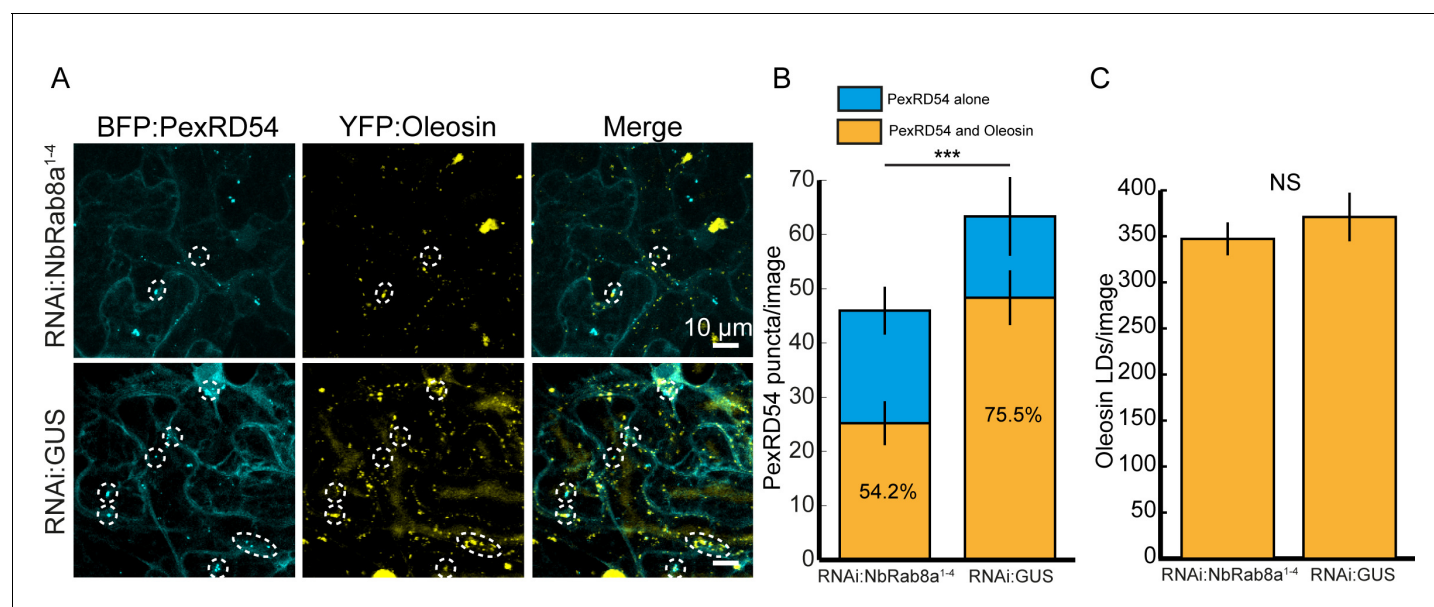 A
BFP:PexRD54
YFP:Oleosin
Merge
RNAi:NbRab8a¹⁻⁴
10 µm
RNAi:GUS
B
PexRD54 alone
PexRD54 and Oleosin
***
PexRD54 puncta/image
70
60
50
40
30
20
10
0
54.2%
75.5%
RNAi:NbRab8a¹⁻⁴
RNAi:GUS
C
NS
Oleosin LDs/image
400
350
300
250
200
150
100
50
0
RNAi:NbRab8a¹⁻⁴
RNAi:GUS